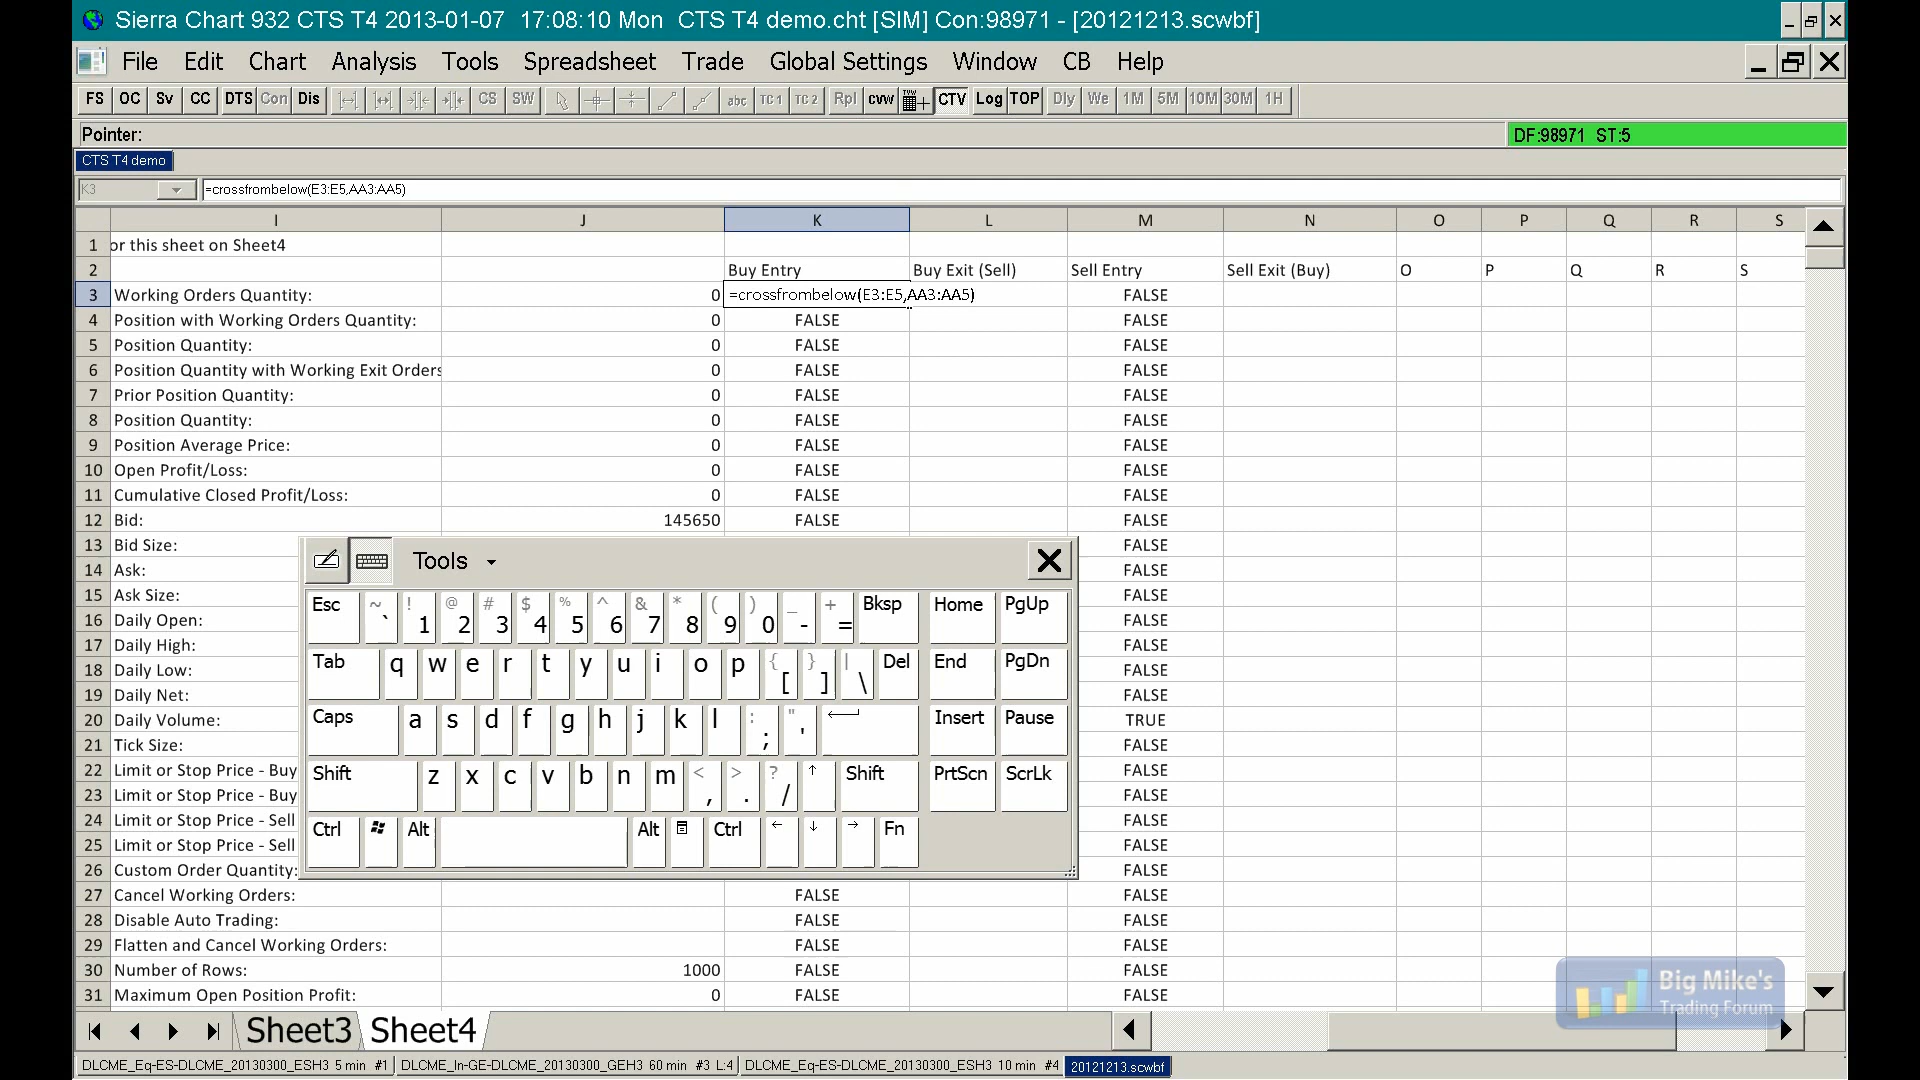 Sierra Chart 932 CTS T4 2013-01-07 17:08:10 Mon CTS T4 demo.cht [SIM] Con:98971 - [20121213.scwbf]
File Edit Chart Analysis Tools Spreadsheet Trade Global Settings Window CB Help
FS OC Sv CC DTS Con Dis CS SW abc TC1 TC2 Rpl CVW TVW CTV Log TOP Dly We 1M 5M 10M 30M 1H
Pointer: DF:98971 ST:5
CTS T4 demo
K3 =crossfrombelow(E3:E5,AA3:AA5)
I J K L M N O P Q R S
1 or this sheet on Sheet4
2 Buy Entry Buy Exit (Sell) Sell Entry Sell Exit (Buy) O P Q R S
3 Working Orders Quantity: 0 =crossfrombelow(E3:E5,AA3:AA5) FALSE
4 Position with Working Orders Quantity: 0 FALSE FALSE
5 Position Quantity: 0 FALSE FALSE
6 Position Quantity with Working Exit Orders 0 FALSE FALSE
7 Prior Position Quantity: 0 FALSE FALSE
8 Position Quantity: 0 FALSE FALSE
9 Position Average Price: 0 FALSE FALSE
10 Open Profit/Loss: 0 FALSE FALSE
11 Cumulative Closed Profit/Loss: 0 FALSE FALSE
12 Bid: 145650 FALSE FALSE
13 Bid Size: FALSE
14 Ask: FALSE
15 Ask Size: FALSE
16 Daily Open: FALSE
17 Daily High: FALSE
18 Daily Low: FALSE
19 Daily Net: FALSE
20 Daily Volume: TRUE
21 Tick Size: FALSE
22 Limit or Stop Price - Buy FALSE
23 Limit or Stop Price - Buy FALSE
24 Limit or Stop Price - Sell FALSE
25 Limit or Stop Price - Sell FALSE
26 Custom Order Quantity: FALSE
27 Cancel Working Orders: FALSE FALSE
28 Disable Auto Trading: FALSE FALSE
29 Flatten and Cancel Working Orders: FALSE FALSE
30 Number of Rows: 1000 FALSE FALSE
31 Maximum Open Position Profit: 0 FALSE FALSE
Tools
Esc ~ ` ! 1 @ 2 # 3 $ 4 % 5 ^ 6 & 7 * 8 ( 9 ) 0 _ - + = Bksp Home PgUp
Tab q w e r t y u i o p { [ } ] | \ Del End PgDn
Caps a s d f g h j k l : ; " ' Insert Pause
Shift z x c v b n m < , > . ? / ↑ Shift PrtScn ScrLk
Ctrl Alt Alt Ctrl ← ↓ → Fn
Big Mike's
Trading Forum
Sheet3 Sheet4
DLCME_Eq-ES-DLCME_20130300_ESH3 5 min #1 DLCME_In-GE-DLCME_20130300_GEH3 60 min #3 L:4 DLCME_Eq-ES-DLCME_20130300_ESH3 10 min #4 20121213.scwbf